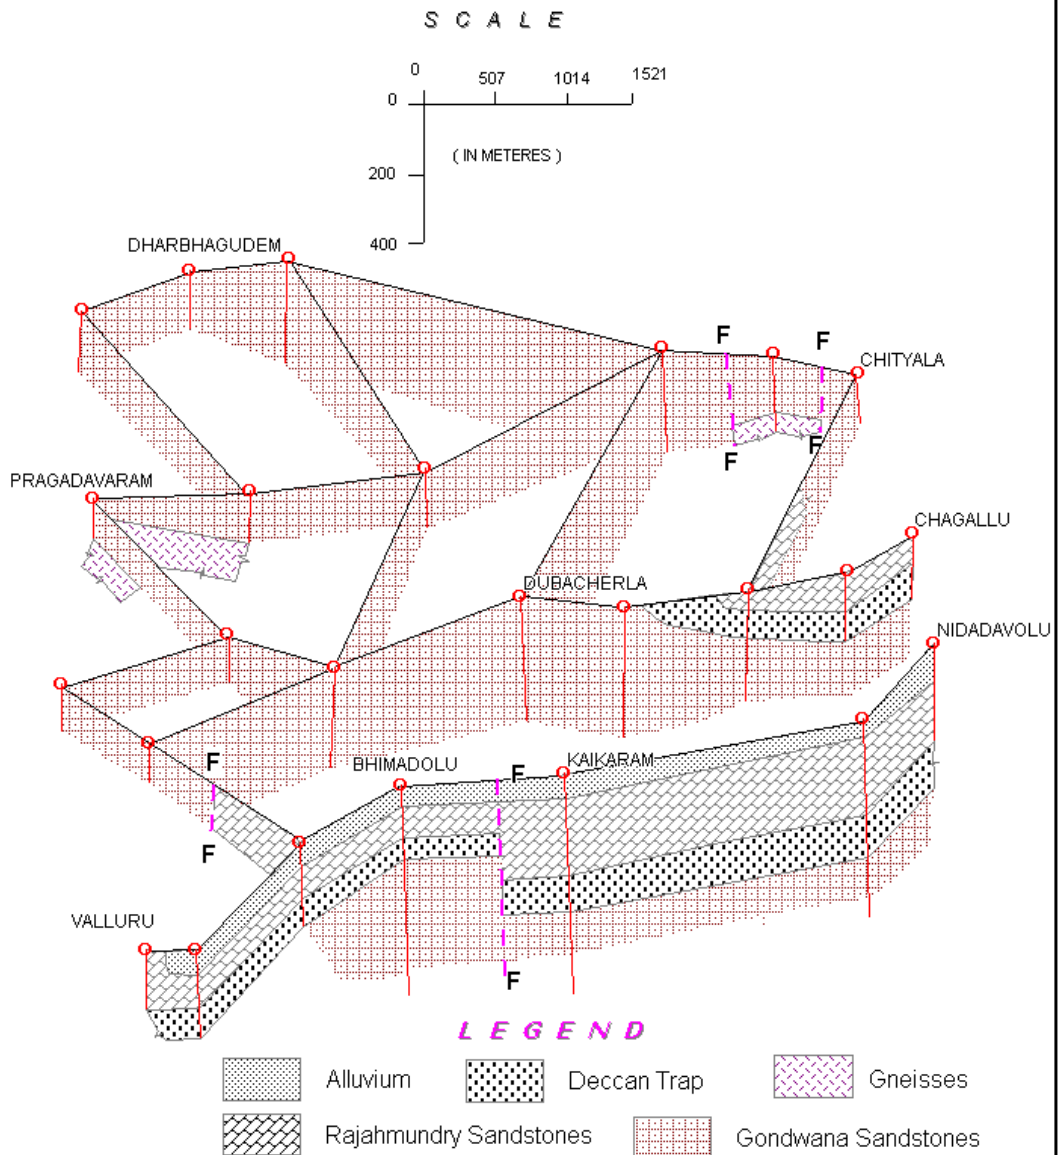 S C A L E
0 507 1014 1521
0
( IN METERES )
200
400
DHARBHAGUDEM
F F
CHITYALA
F F
PRAGADAVARAM
CHAGALLU
DUBACHERLA
NIDADAVOLU
F
BHIMADOLU F KAIKARAM
F
VALLURU
F
L E G E N D
Alluvium Deccan Trap Gneisses
Rajahmundry Sandstones Gondwana Sandstones